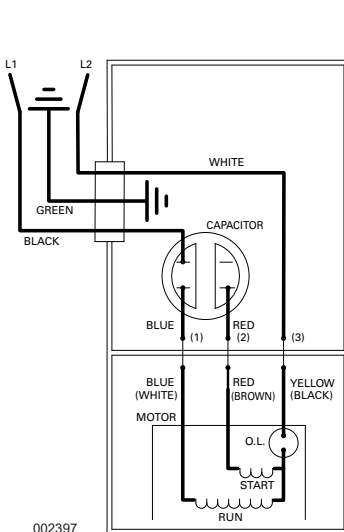 L1
L2
WHITE
GREEN
CAPACITOR
BLACK
BLUE
RED
(1)
(2)
(3)
BLUE
(WHITE)
RED
(BROWN)
YELLOW
(BLACK)
MOTOR
O.L.
START
RUN
002397